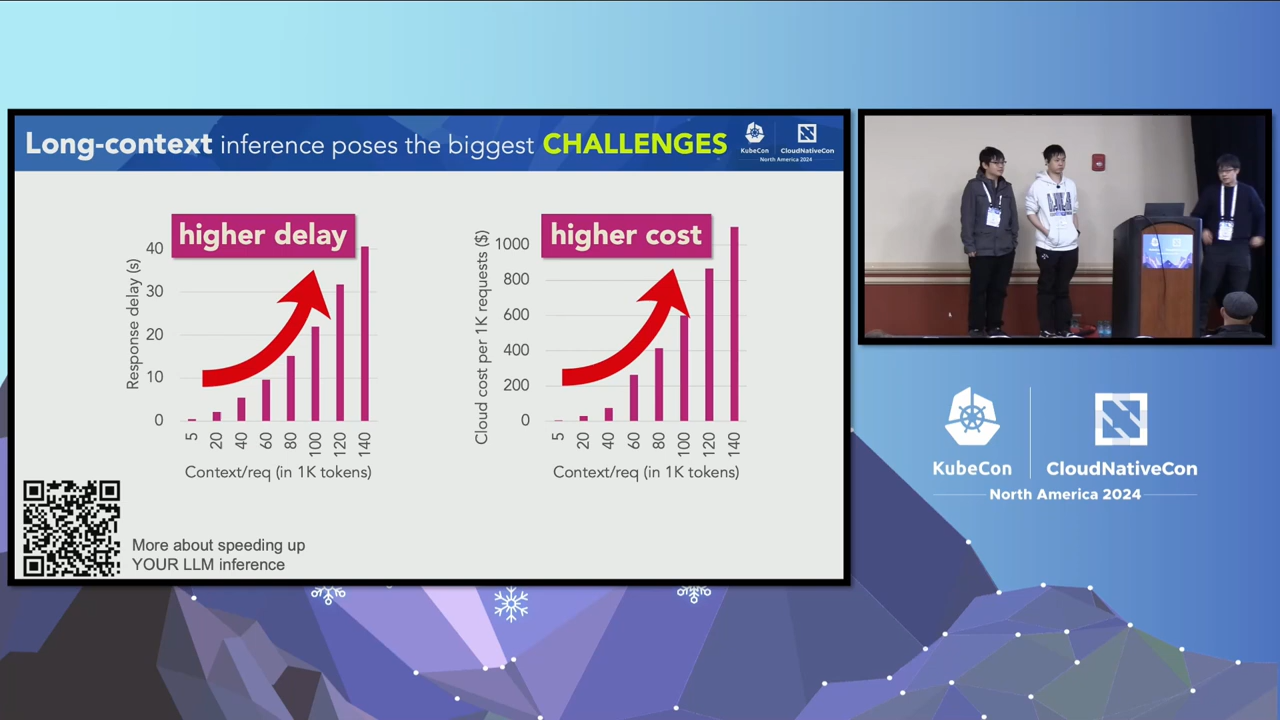 Long-context inference poses the biggest CHALLENGES
KubeCon
CloudNativeCon
North America 2024
higher delay
Response delay (s)
40
30
20
10
0
5
20
40
60
80
100
120
140
Context/req (in 1K tokens)
higher cost
Cloud cost per 1K requests ($)
1000
800
600
400
200
0
5
20
40
60
80
100
120
140
Context/req (in 1K tokens)
More about speeding up
YOUR LLM inference
KubeCon
CloudNativeCon
North America 2024